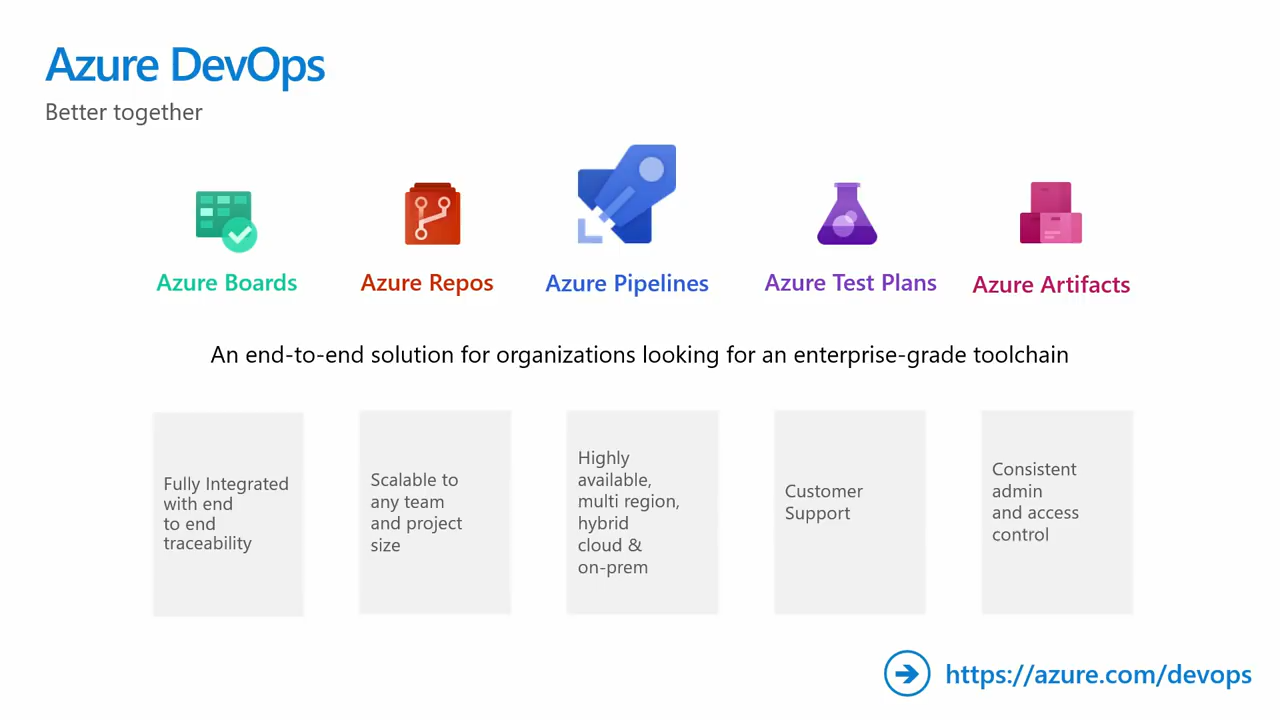 Azure DevOps
Better together
Azure Boards
Azure Repos
Azure Pipelines
Azure Test Plans
Azure Artifacts
An end-to-end solution for organizations looking for an enterprise-grade toolchain
Fully Integrated
with end
to end
traceability
Scalable to
any team
and project
size
Highly
available,
multi region,
hybrid
cloud &
on-prem
Customer
Support
Consistent
admin
and access
control
https://azure.com/devops